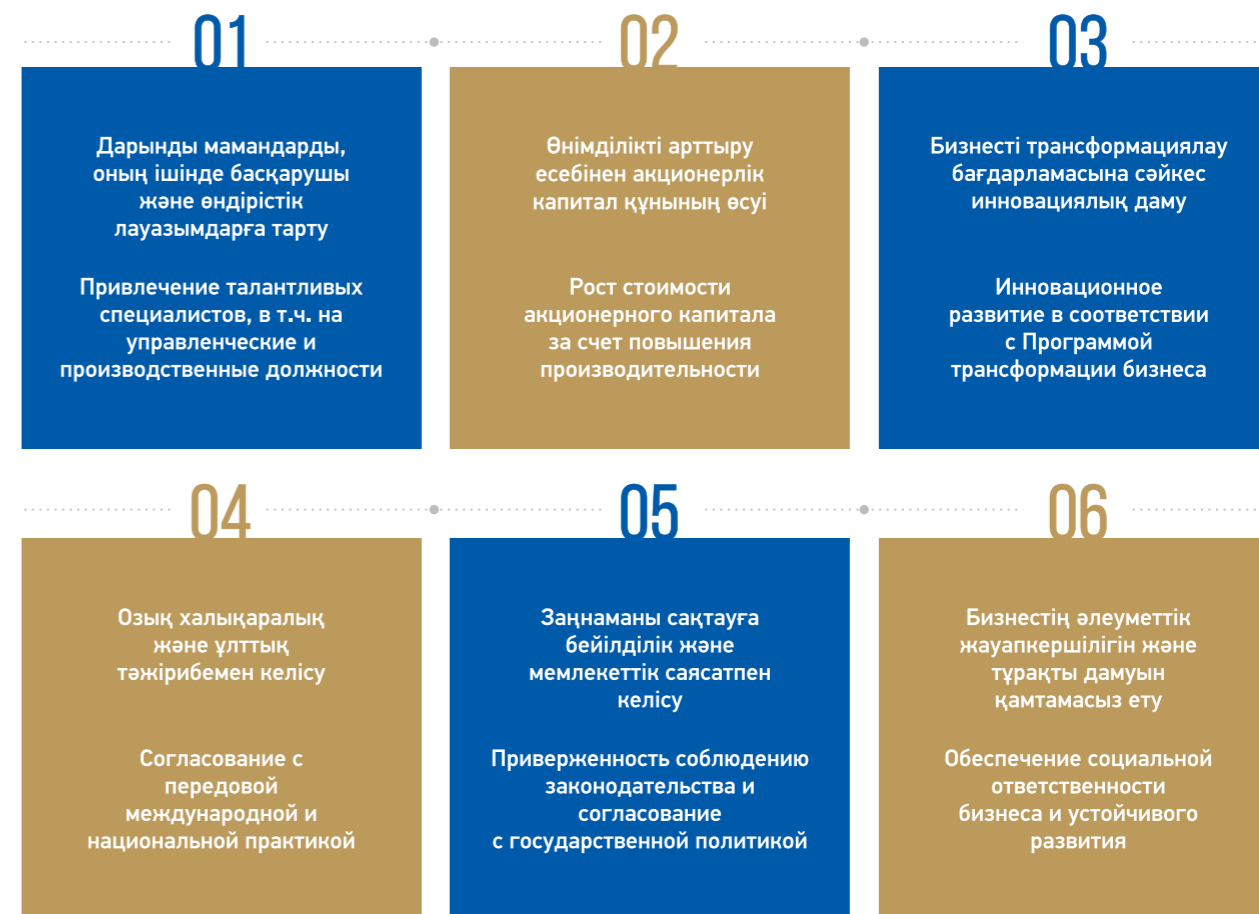 01
Дарынды мамандарды,
оның ішінде басқарушы
және өндірістік
лауазымдарға тарту
Привлечение талантливых
специалистов, в т.ч. на
управленческие и
производственные должности
02
Өнімділікті арттыру
есебінен акционерлік
капитал құнының өсуі
Рост стоимости
акционерного капитала
за счет повышения
производительности
03
Бизнесті трансформациялау
бағдарламасына сәйкес
инновациялық даму
Инновационное
развитие в соответствии
с Программой
трансформации бизнеса
04
Озық халықаралық
және ұлттық
тәжірибемен келісу
Согласование с
передовой
международной и
национальной практикой
05
Заңнаманы сақтауға
бейілділік және
мемлекеттік саясатпен
келісу
Приверженность соблюдению
законодательства и
согласование
с государственной политикой
06
Бизнестің әлеуметтік
жауапкершілігін және
тұрақты дамуын
қамтамасыз ету
Обеспечение социальной
ответственности
бизнеса и устойчивого
развития